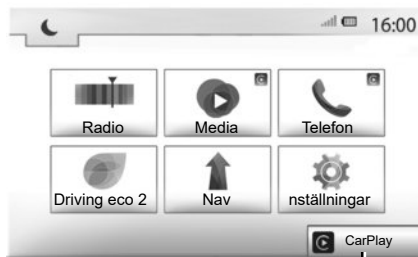 16:00
Radio
Media
Telefon
Driving eco 2
Nav
nställningar
CarPlay